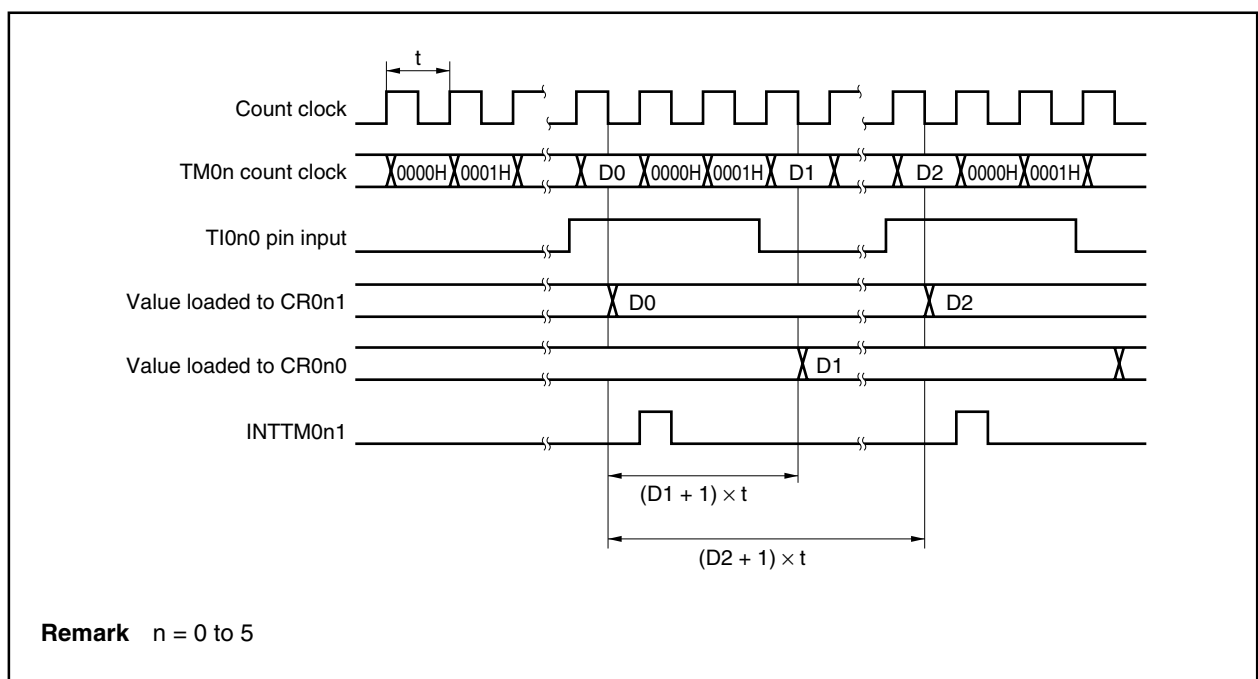 t
Count clock
TM0n count clock 0000H 0001H D0 0000H 0001H D1 D2 0000H 0001H
TI0n0 pin input
Value loaded to CR0n1 D0 D2
Value loaded to CR0n0 D1
INTTM0n1
(D1 + 1) × t
(D2 + 1) × t
Remark n = 0 to 5